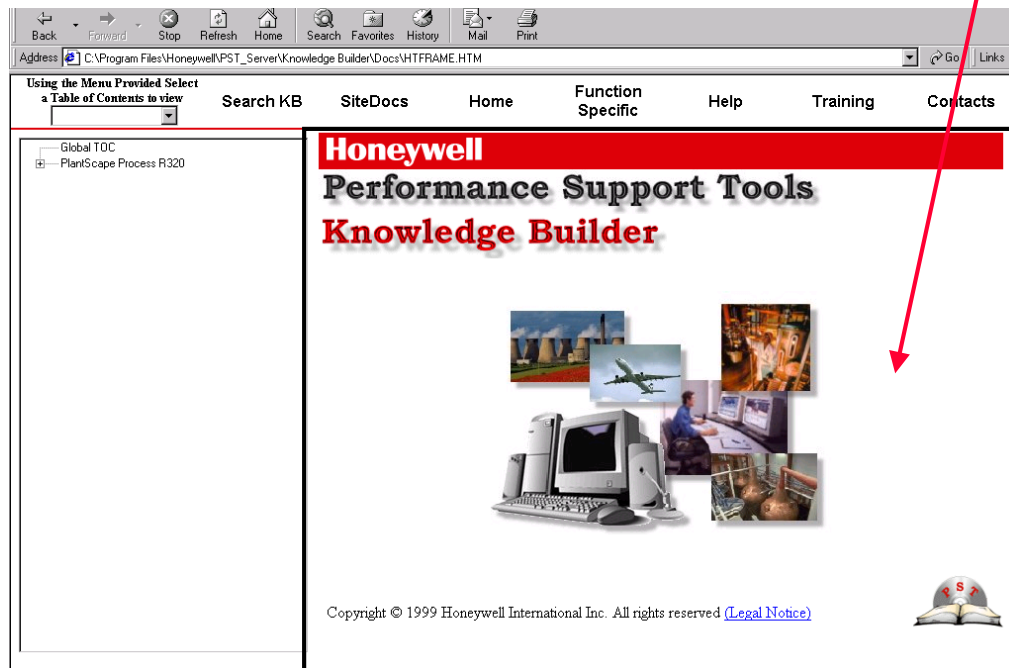 Back Forward Stop Refresh Home Search Favorites History Mail Print
Address C:\Program Files\Honeywell\PST_Server\Knowledge Builder\Docs\HTFRAME.HTM Go Links
Using the Menu Provided Select
a Table of Contents to view
Search KB SiteDocs Home Function Specific Help Training Contacts
Global TOC
PlantScape Process R320
Honeywell
Performance Support Tools
Knowledge Builder
P S T
Copyright © 1999 Honeywell International Inc. All rights reserved (Legal Notice)